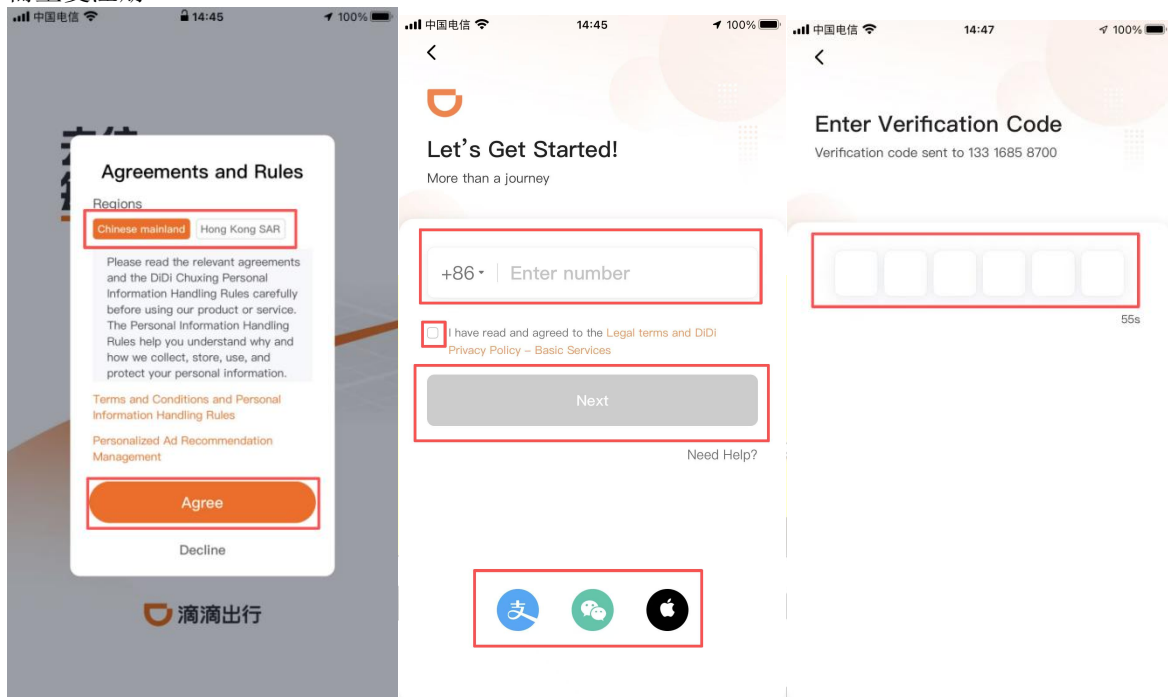 中国电信
14:45
100%
Agreements and Rules
Regions
Chinese mainland
Hong Kong SAR
Please read the relevant agreements
and the DiDi Chuxing Personal
Information Handling Rules carefully
before using our product or service.
The Personal Information Handling
Rules help you understand why and
how we collect, store, use, and
protect your personal information.
Terms and Conditions and Personal
Information Handling Rules
Personalized Ad Recommendation
Management
Agree
Decline
滴滴出行
中国电信
14:45
100%
Let's Get Started!
More than a journey
+86
Enter number
I have read and agreed to the Legal terms and DiDi
Privacy Policy – Basic Services
Next
Need Help?
支
中国电信
14:47
100%
Enter Verification Code
Verification code sent to 133 1685 8700
55s